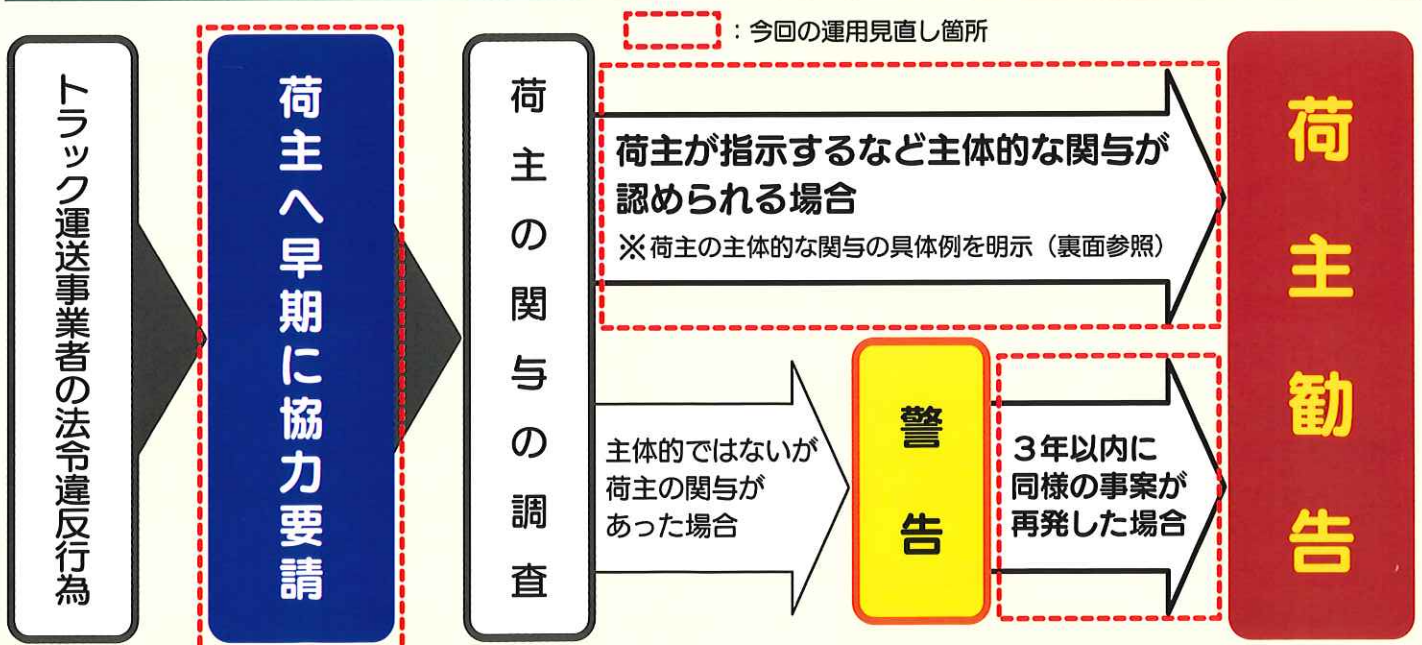 ：今回の運用見直し箇所
トラック運送事業者の法令違反行為
荷主へ早期に協力要請
荷主の関与の調査
荷主が指示するなど主体的な関与が
認められる場合
※荷主の主体的な関与の具体例を明示（裏面参照）
主体的ではないが
荷主の関与が
あった場合
警告
３年以内に
同様の事案が
再発した場合
荷主勧告